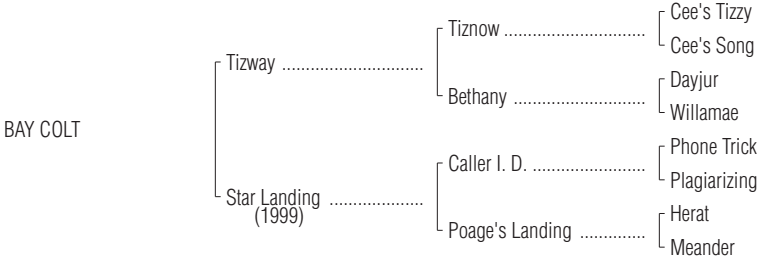 Cee's Tizzy
Tiznow ..............................
Cee's Song
Tizway ..............................
Dayjur
Bethany ............................
Willamae
BAY COLT
Phone Trick
Caller I. D. ........................
Plagiarizing
Star Landing ....................
(1999)
Herat
Poage's Landing ..............
Meander